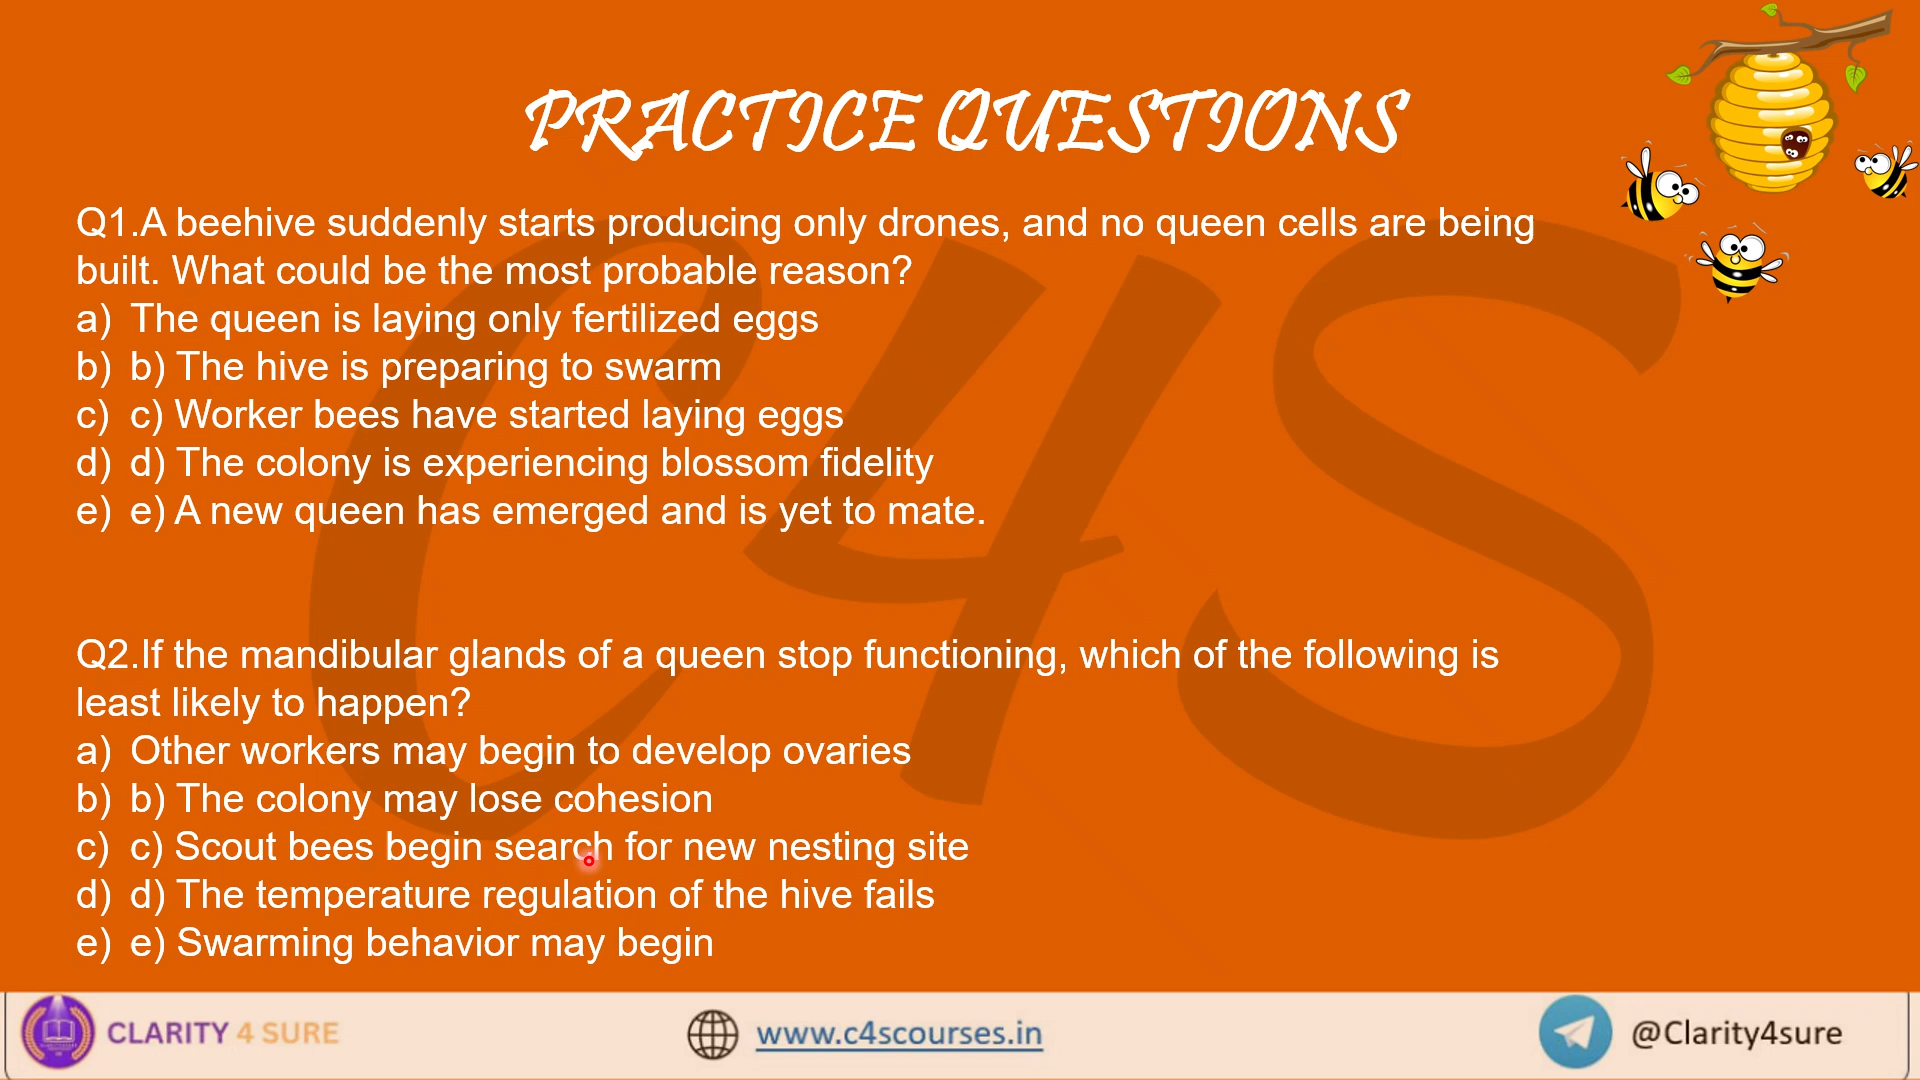 PRACTICE QUESTIONS
Q1.A beehive suddenly starts producing only drones, and no queen cells are being
built. What could be the most probable reason?
a) The queen is laying only fertilized eggs
b) b) The hive is preparing to swarm
c) c) Worker bees have started laying eggs
d) d) The colony is experiencing blossom fidelity
e) e) A new queen has emerged and is yet to mate.
Q2.If the mandibular glands of a queen stop functioning, which of the following is
least likely to happen?
a) Other workers may begin to develop ovaries
b) b) The colony may lose cohesion
c) c) Scout bees begin search for new nesting site
d) d) The temperature regulation of the hive fails
e) e) Swarming behavior may begin
C4S
CLARITY 4 SURE
www.c4scourses.in
@Clarity4sure